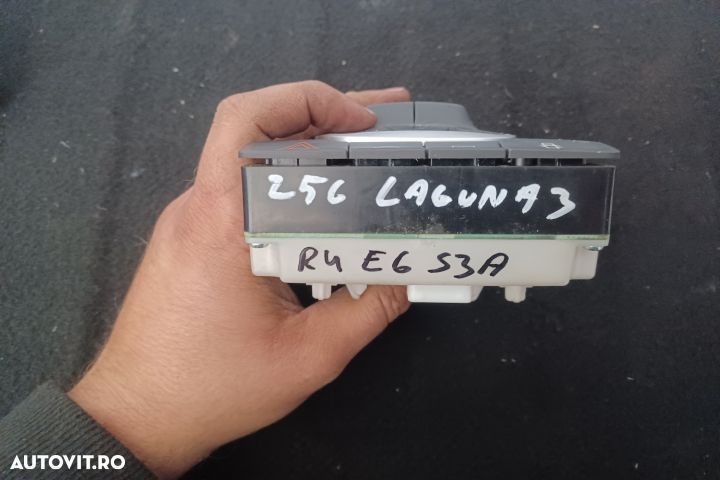 256 LAGUNA 3
R4 E6 S3A
AUTOVIT.RO